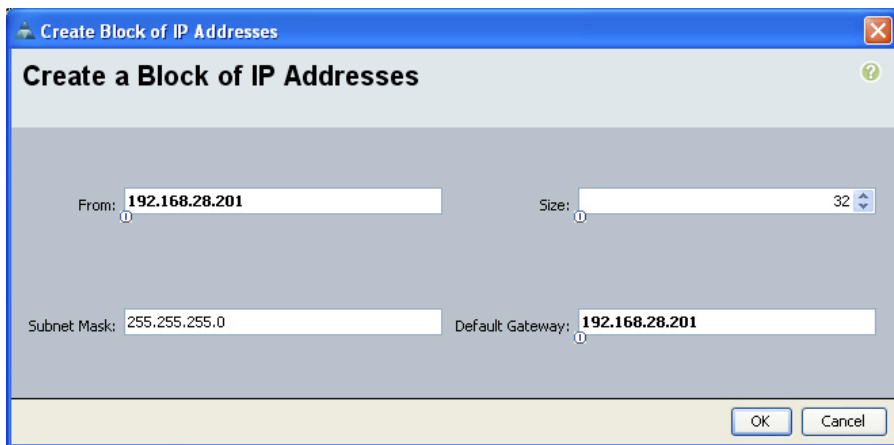 Create Block of IP Addresses
Create a Block of IP Addresses
From: 192.168.28.201
Size: 32
Subnet Mask: 255.255.255.0
Default Gateway: 192.168.28.201
OK
Cancel